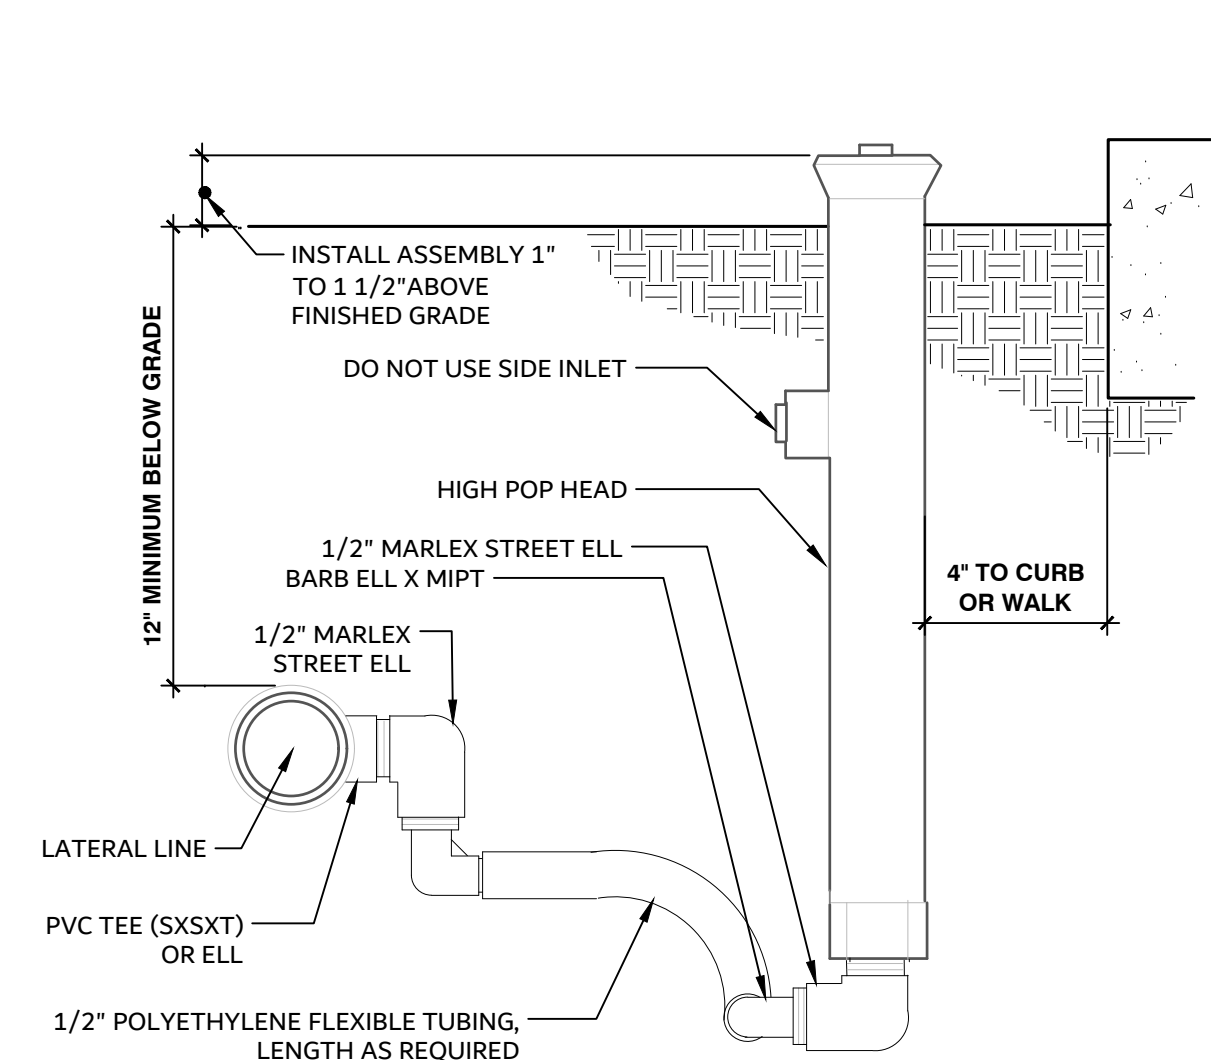 INSTALL ASSEMBLY 1"
TO 1 1/2"ABOVE
FINISHED GRADE
12" MINIMUM BELOW GRADE
DO NOT USE SIDE INLET
HIGH POP HEAD
1/2" MARLEX STREET ELL
BARB ELL X MIPT
4" TO CURB
OR WALK
1/2" MARLEX
STREET ELL
LATERAL LINE
PVC TEE (SXSXT)
OR ELL
1/2" POLYETHYLENE FLEXIBLE TUBING,
LENGTH AS REQUIRED